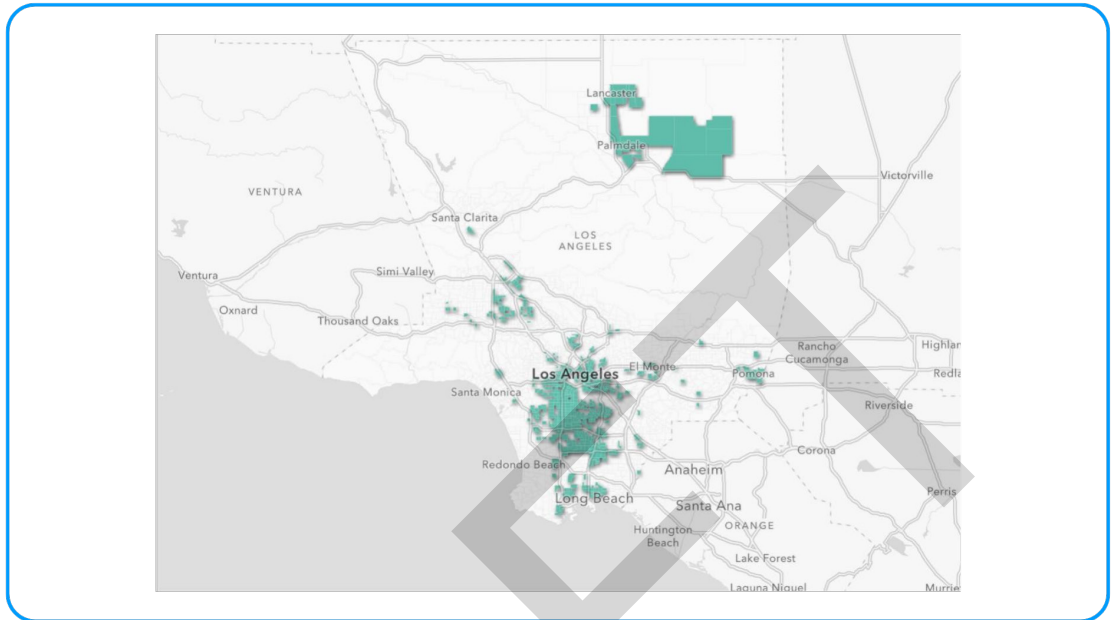 Lancaster
Palmdale
Victorville
VENTURA
Santa Clarita
LOS
ANGELES
Ventura
Simi Valley
Oxnard
Thousand Oaks
Rancho
Cucamonga
Highlan
El Monte
Los Angeles
Pomona
Redla
Santa Monica
Riverside
Corona
Redondo Beach
Anaheim
Perris
Long Beach
Santa Ana
Huntington
Beach
ORANGE
Lake Forest
Laguna Niguel
Murrie